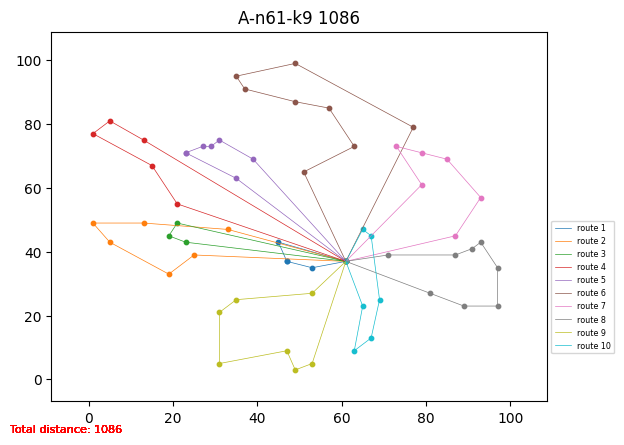 A-n61-k9 1086
100
80
60
40
20
0
0 20 40 60 80 100
route 1
route 2
route 3
route 4
route 5
route 6
route 7
route 8
route 9
route 10
Total distance: 1086